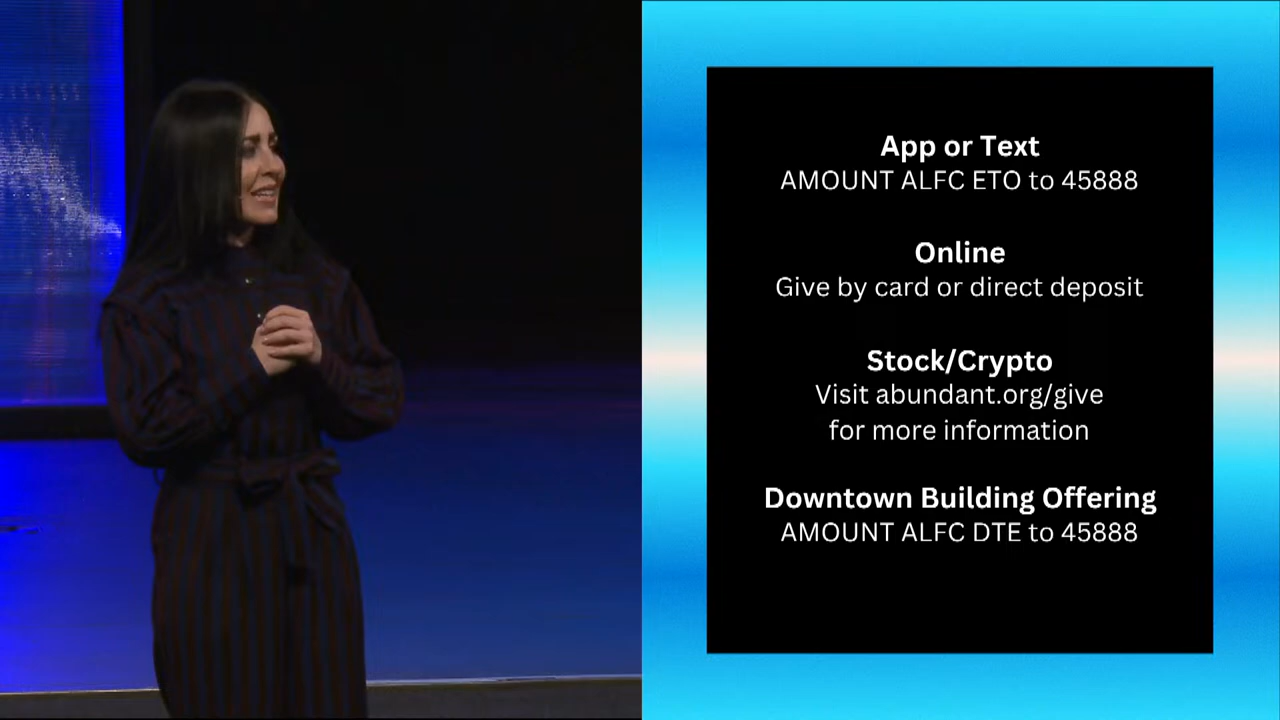 App or Text
AMOUNT ALFC ETO to 45888
Online
Give by card or direct deposit
Stock/Crypto
Visit abundant.org/give
for more information
Downtown Building Offering
AMOUNT ALFC DTE to 45888